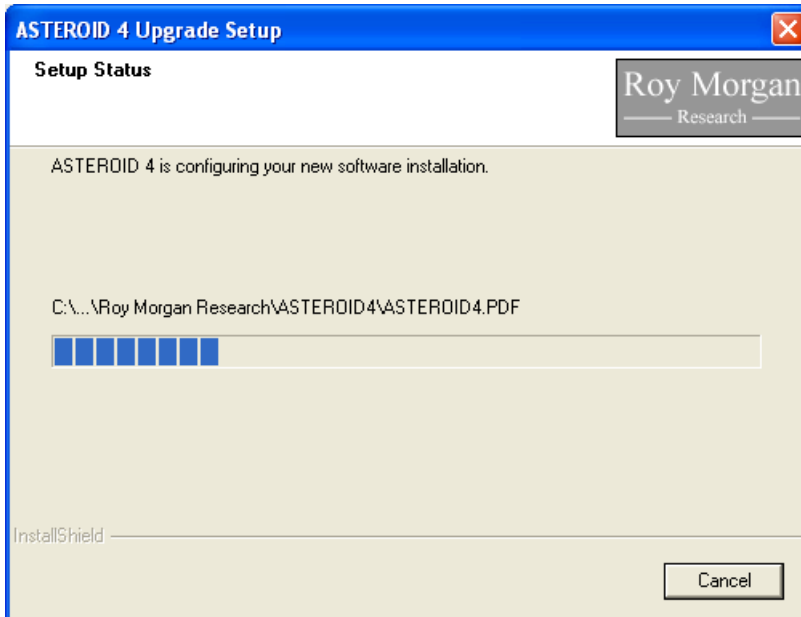 ASTEROID 4 Upgrade Setup
Setup Status
Roy Morgan
Research
ASTEROID 4 is configuring your new software installation.
C:\...\Roy Morgan Research\ASTEROID4\ASTEROID4.PDF
InstallShield
Cancel